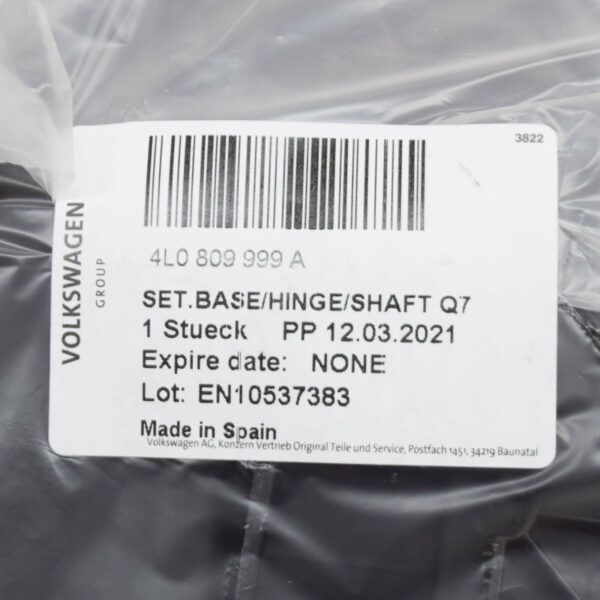 3822
VOLKSWAGEN
GROUP
4L0 809 999 A
SET.BASE/HINGE/SHAFT Q7
1 Stueck PP 12.03.2021
Expire date: NONE
Lot: EN10537383
Made in Spain
Volkswagen AG, Konzern Vertrieb Original Teile und Service, Postfach 1451, 34219 Baunatal